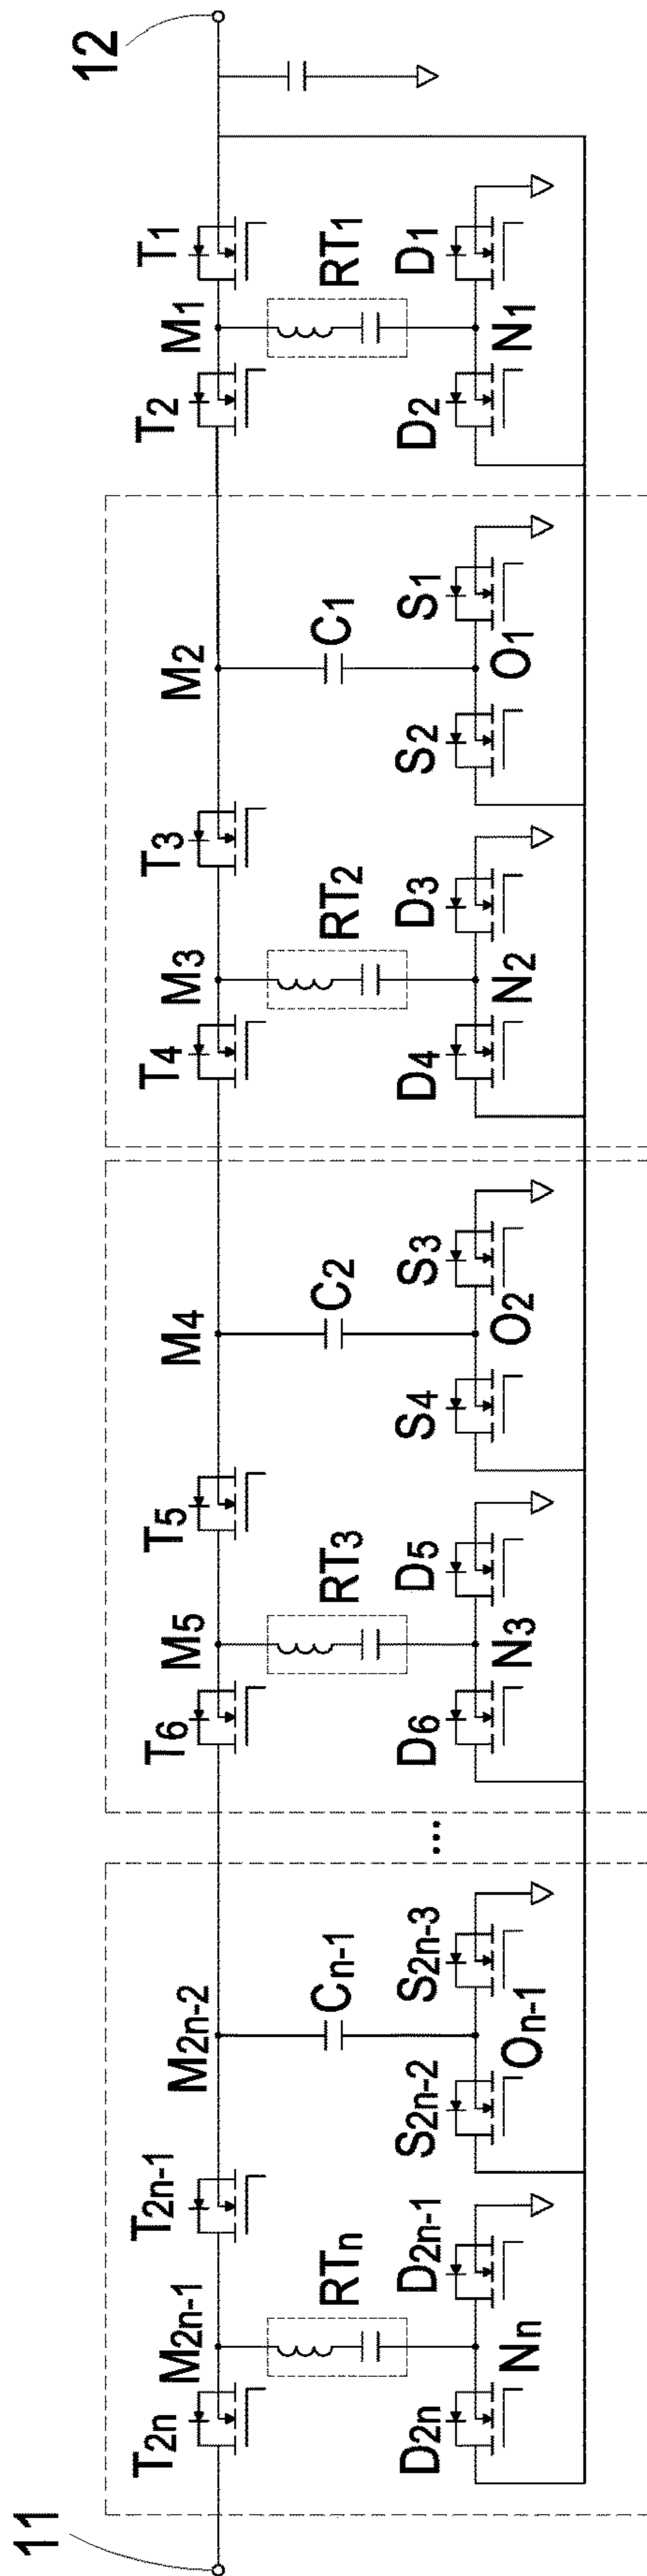 11 12
T2n M2n-1 T2n-1 M2n-2 T6 M5 T5 M4 T4 M3 T3 M2 T2 M1 T1
RTn Cn-1 RT3 C2 RT2 C1 RT1
D2n D2n-1 S2n-2 S2n-3 ... D6 D5 S4 S3 D4 D3 S2 S1 D2 D1
Nn On-1 N3 O2 N2 O1 N1